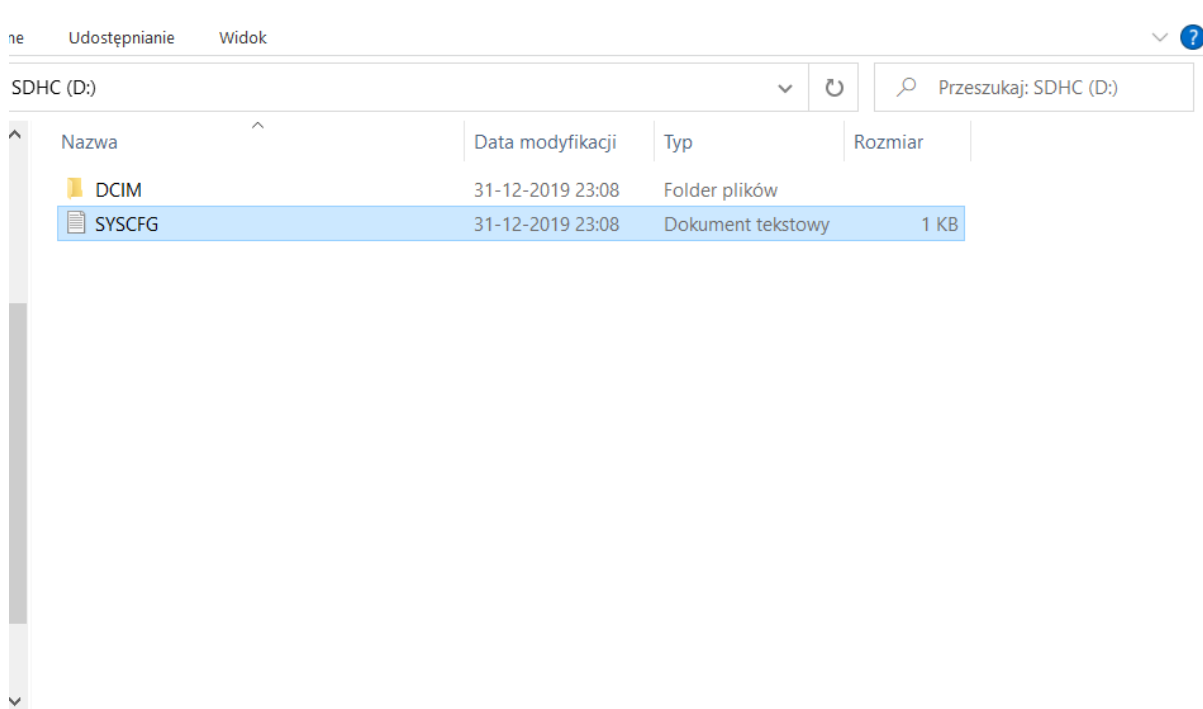 ne Udostępnianie Widok ?
SDHC (D:) Przeszukaj: SDHC (D:)
Nazwa Data modyfikacji Typ Rozmiar
DCIM 31-12-2019 23:08 Folder plików
SYSCFG 31-12-2019 23:08 Dokument tekstowy 1 KB